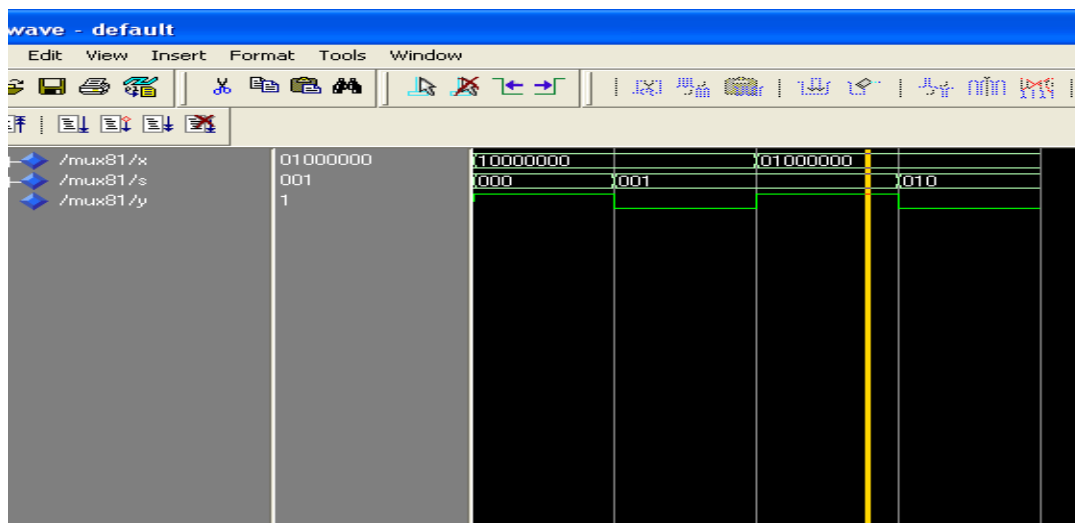 wave - default
Edit View Insert Format Tools Window
/mux81/x 01000000 10000000 01000000
/mux81/s 001 000 001 010
/mux81/y 1